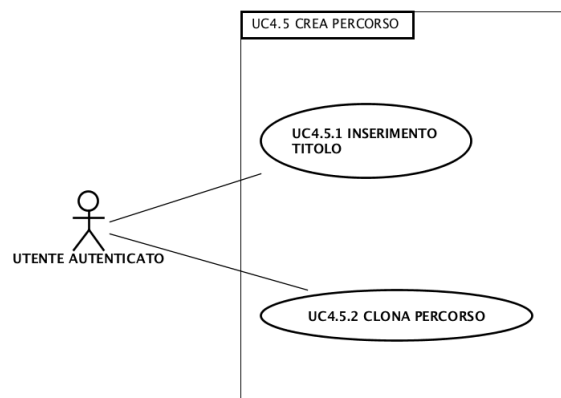 UC4.5 CREA PERCORSO
UC4.5.1 INSERIMENTO
TITOLO
UTENTE AUTENTICATO
UC4.5.2 CLONA PERCORSO